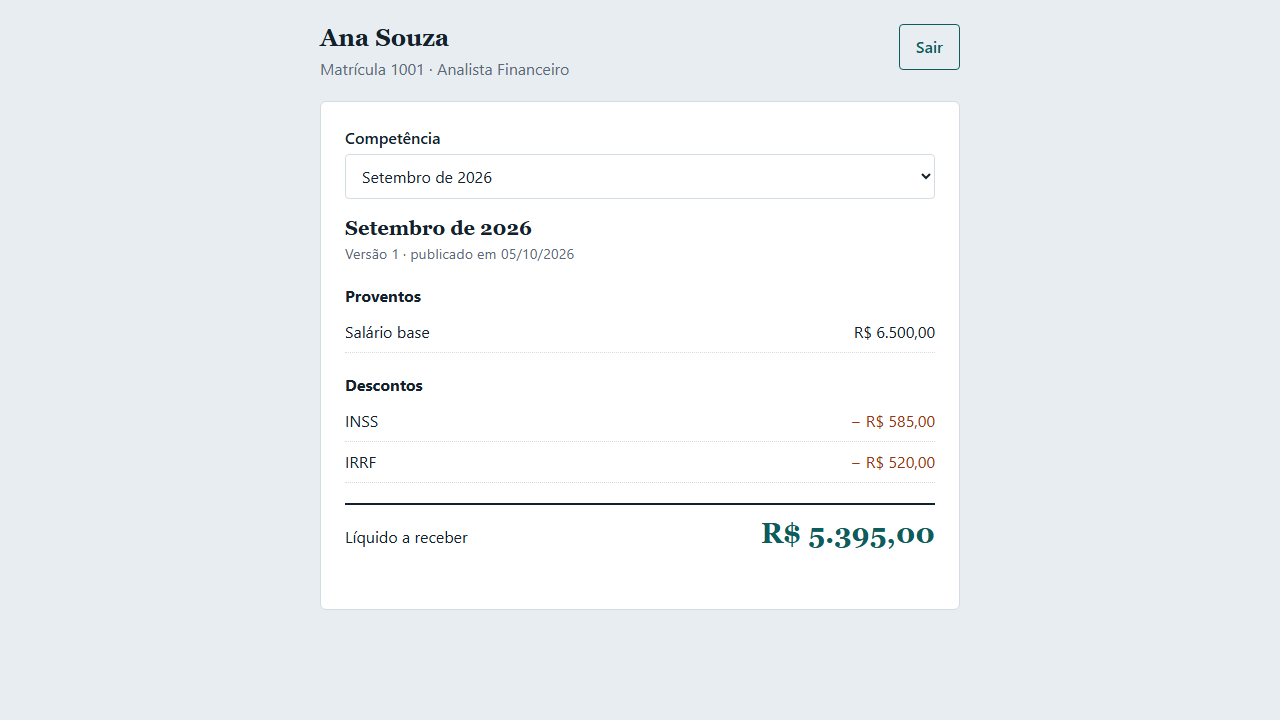 Ana Souza
Sair
Matrícula 1001 · Analista Financeiro
Competência
Setembro de 2026
Setembro de 2026
Versão 1 · publicado em 05/10/2026
Proventos
Salário base R$ 6.500,00
Descontos
INSS − R$ 585,00
IRRF − R$ 520,00
Líquido a receber R$ 5.395,00